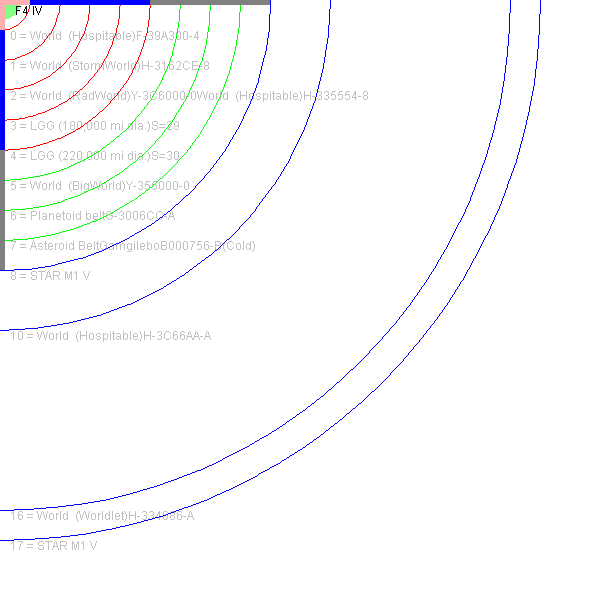 F4 IV
0 = World (Hospitable)F-39A300-4
1 = World (StormWorld)H-3162CE-8
2 = World (RadWorld)Y-3C6000-0World (Hospitable)H-335554-8
3 = LGG (180,000 mi dia.)S=29
4 = LGG (220,000 mi dia.)S=30
5 = World (BigWorld)Y-350000-0
6 = Planetoid beltG-3006CC-A
7 = Asteroid BeltGamgileboB000756-B(Cold)
8 = STAR M1 V
10 = World (Hospitable)H-3C66AA-A
16 = World (Worldlet)H-334686-A
17 = STAR M1 V